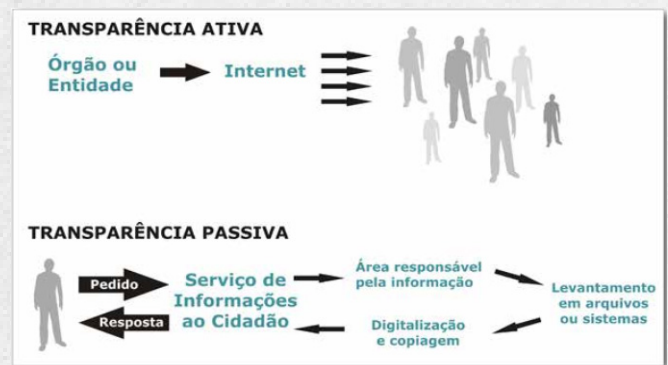 TRANSPARÊNCIA ATIVA
Órgão ou
Entidade
Internet
TRANSPARÊNCIA PASSIVA
Pedido
Resposta
Serviço de
Informações
ao Cidadão
Área responsável
pela informação
Levantamento
em arquivos
ou sistemas
Digitalização
e copiagem